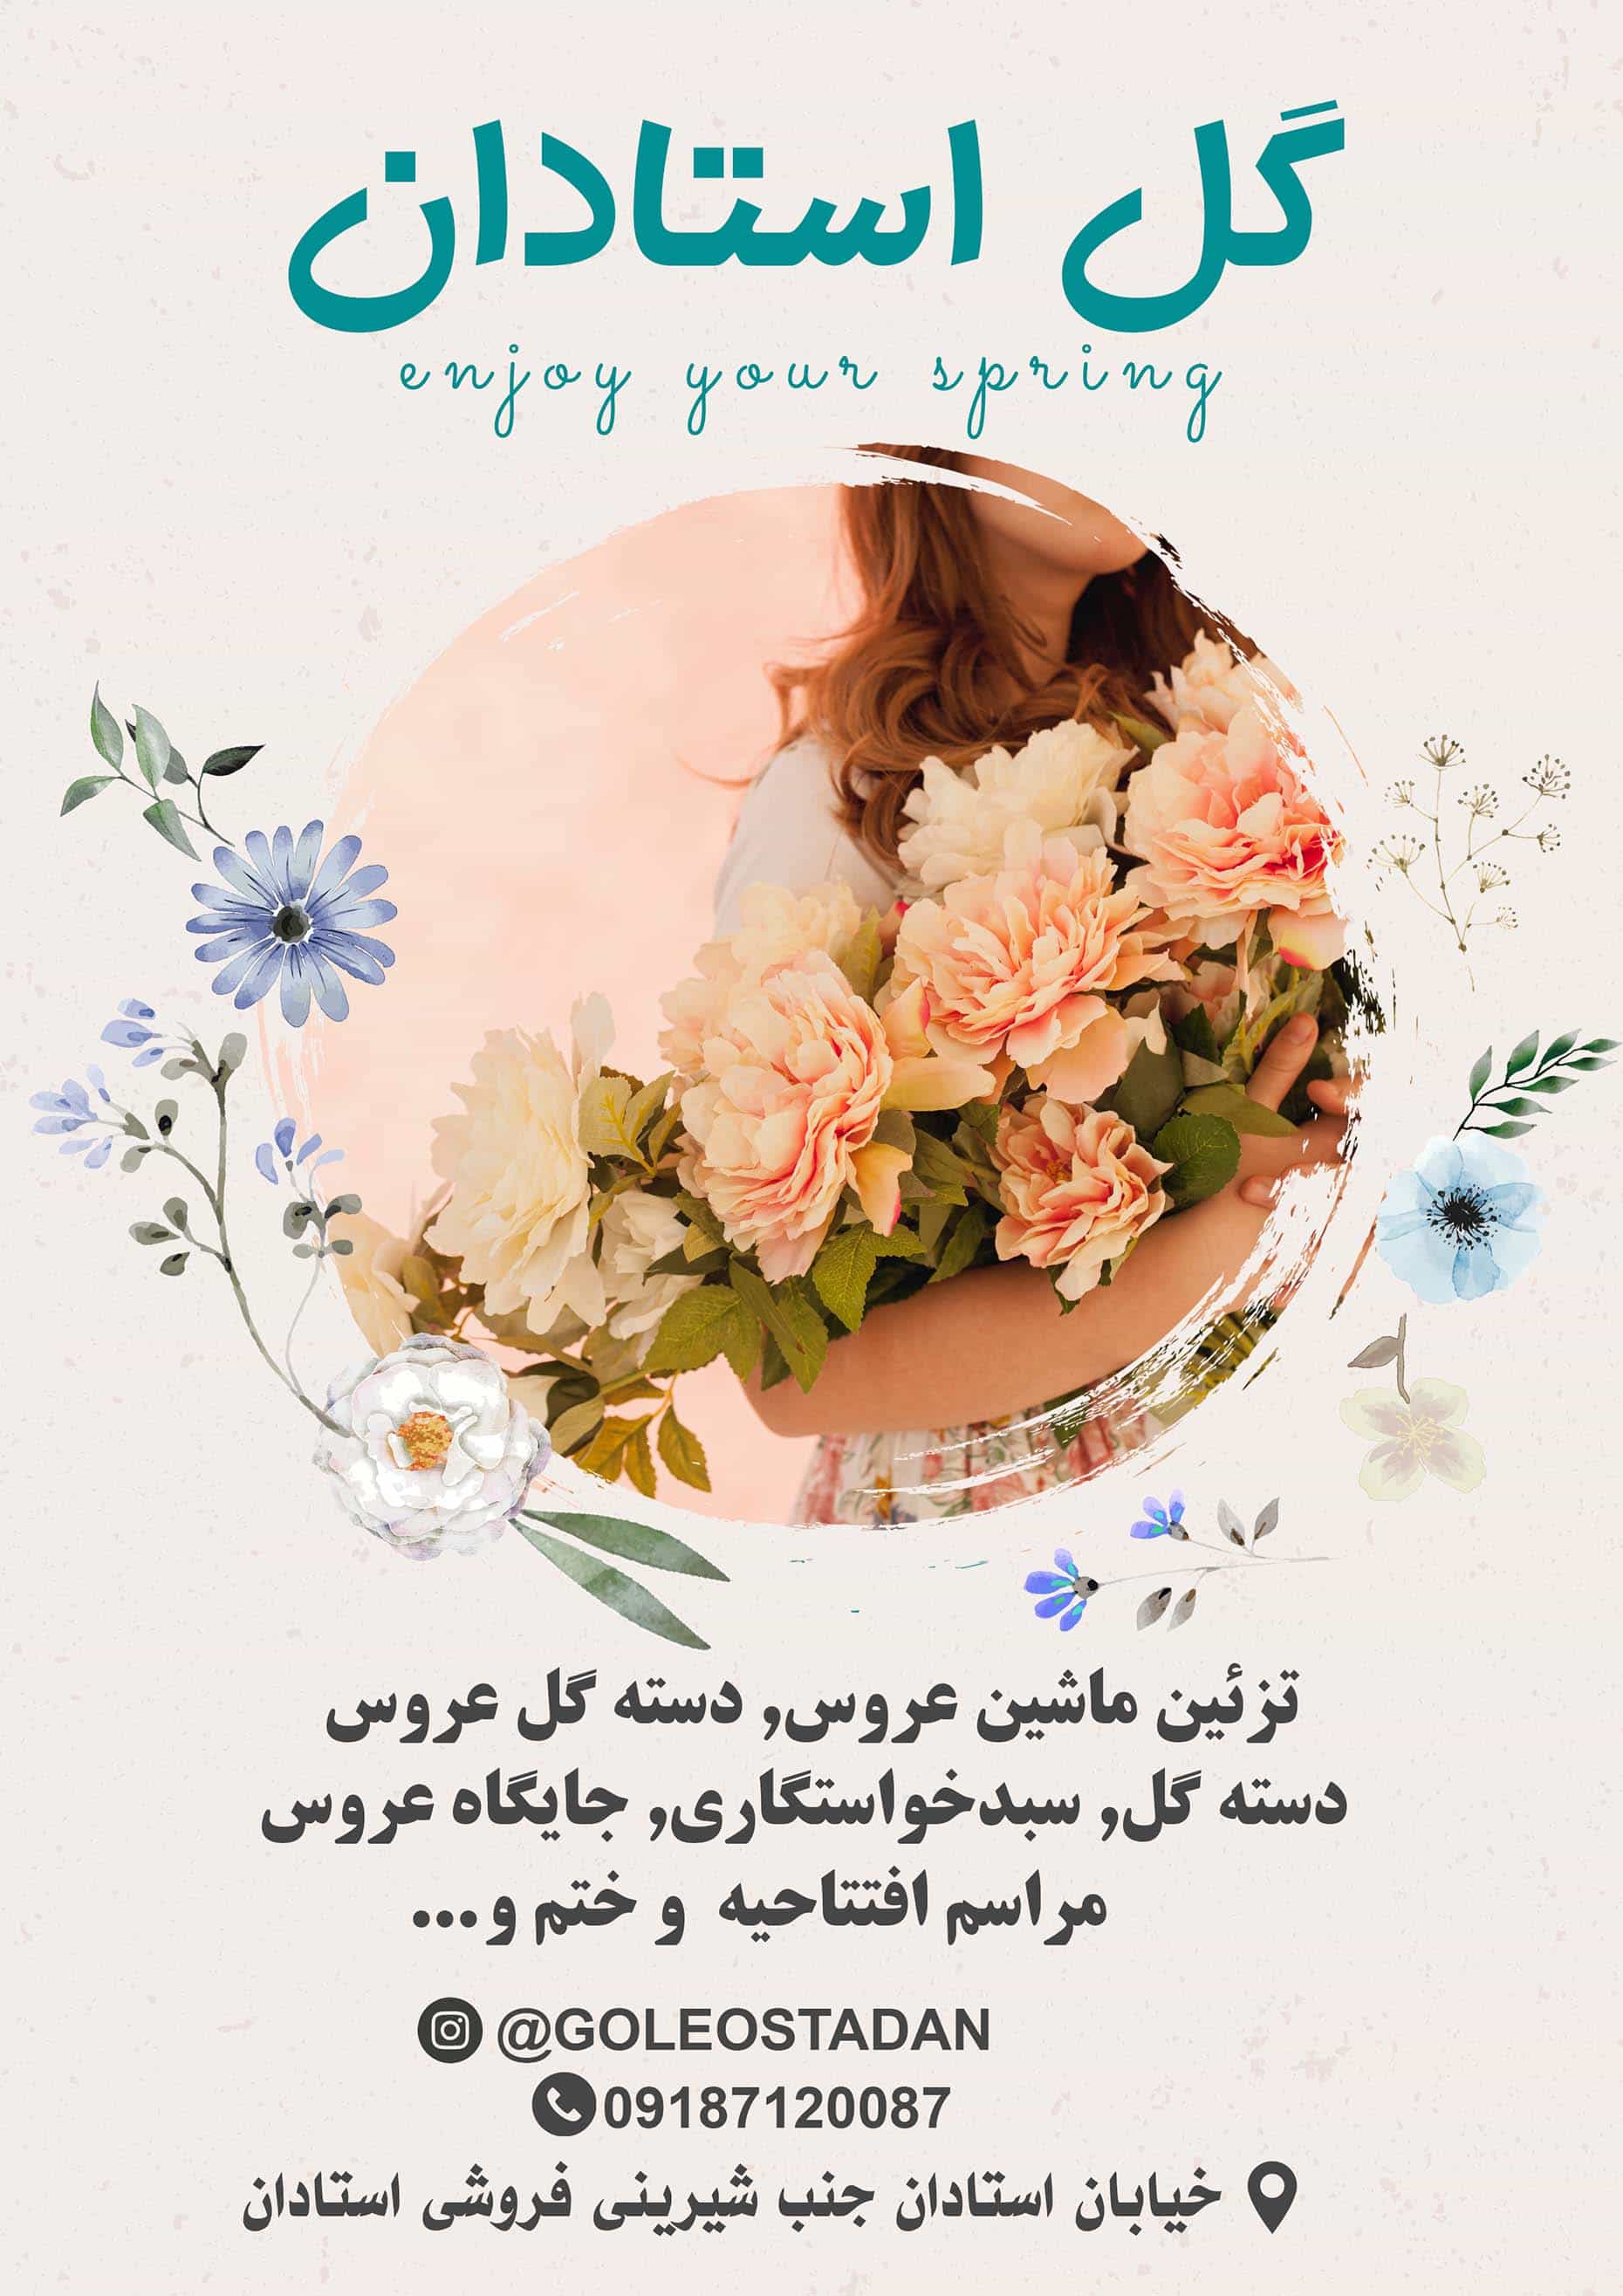 گل استادان
enjoy your spring
تزئین ماشین عروس, دسته گل عروس
دسته گل, سبدخواستگاری, جایگاه عروس
مراسم افتتاحیه و ختم و...
@GOLEOSTADAN
09187120087
خیابان استادان جنب شیرینی فروشی استادان